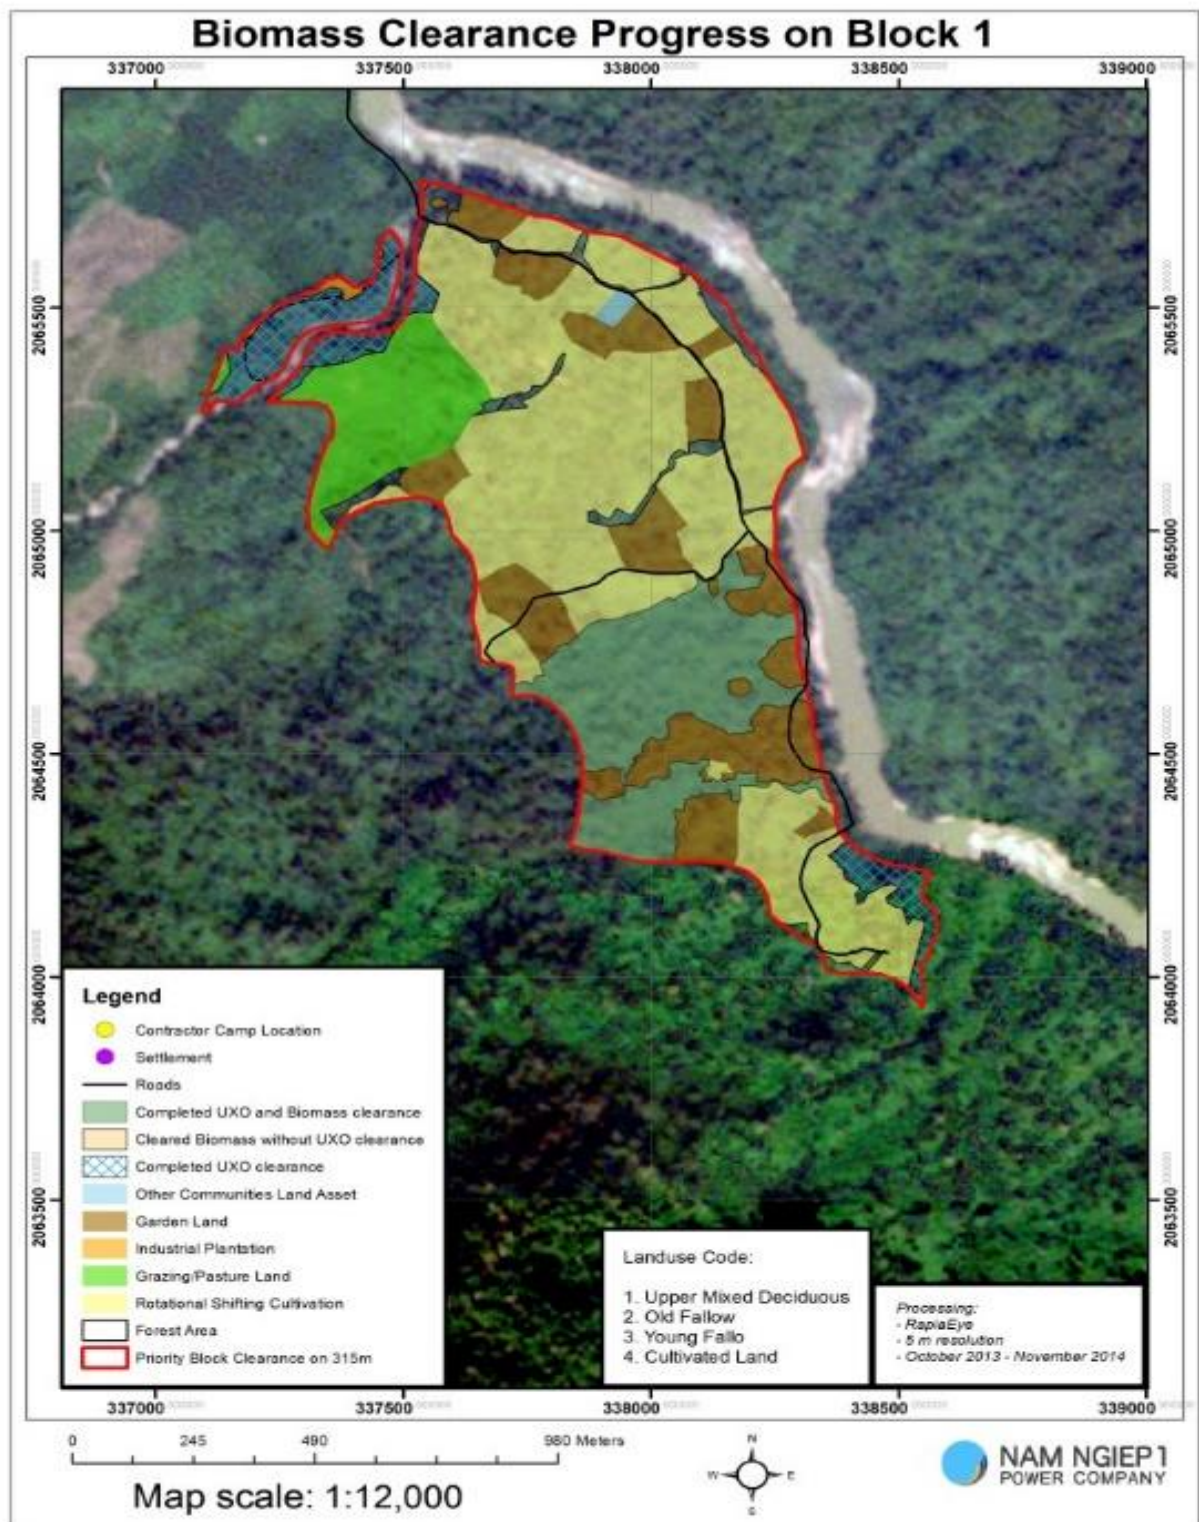 Biomass Clearance Progress on Block 1
337000 337500 338000 338500 339000
2065500 2065500
2065000 2065000
2064500 2064500
2064000 2064000
2063500 2063500
Legend
Contractor Camp Location
Settlement
Roads
Completed UXO and Biomass clearance
Cleared Biomass without UXO clearance
Completed UXO clearance
Other Communities Land Asset
Garden Land
Industrial Plantation
Grazing/Pasture Land
Rotational Shifting Cultivation
Forest Area
Priority Block Clearance on 315m
Landuse Code:
1. Upper Mixed Deciduous
2. Old Fallow
3. Young Fallo
4. Cultivated Land
Processing:
- RapiaEye
- 5 m resolution
- October 2013 - November 2014
337000 337500 338000 338500 339000
0 245 490 980 Meters
Map scale: 1:12,000
N
W E
S
NAM NGIEP 1
POWER COMPANY